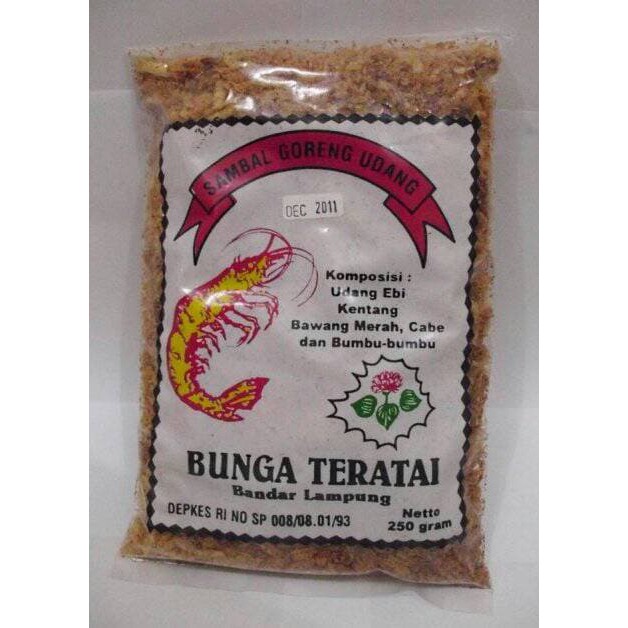 SAMBAL GORENG UDANG
DEC 2011
Komposisi :
Udang Ebi
Kentang
Bawang Merah, Cabe
dan Bumbu-bumbu
BUNGA TERATAI
Bandar Lampung
DEPKES RI NO SP 008/08.01/93
Netto
250 gram